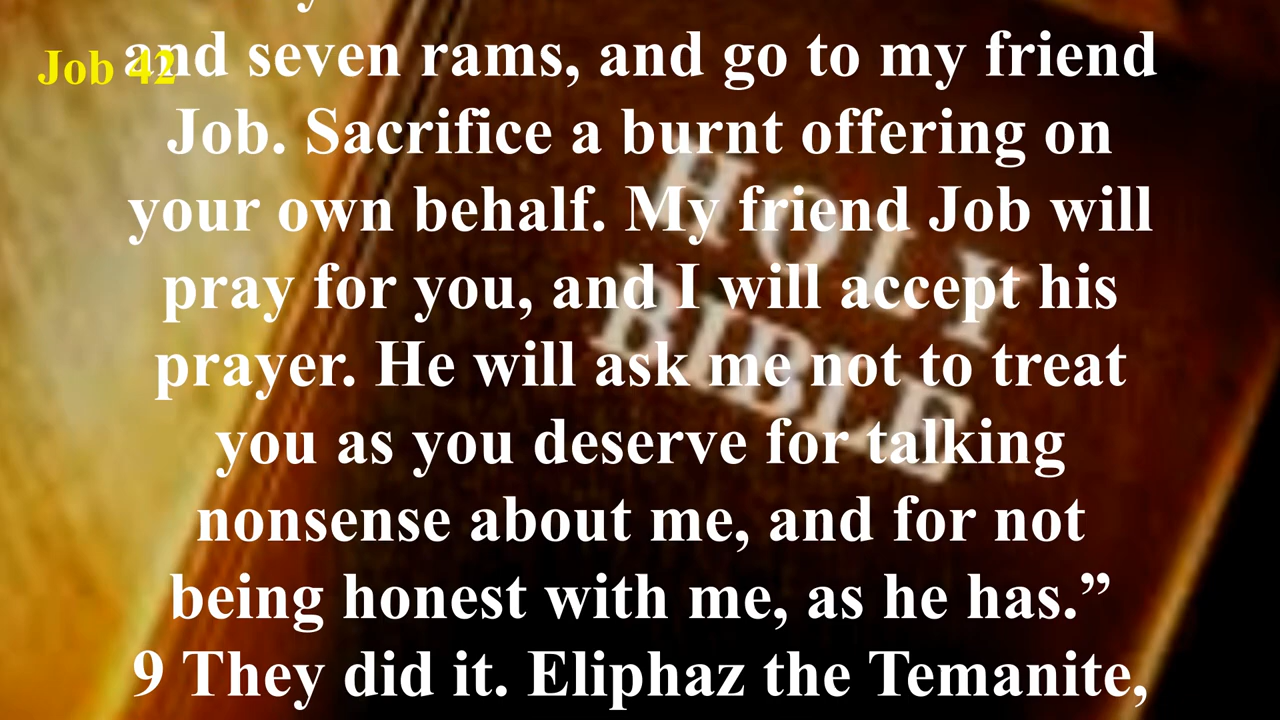 Job 42
and seven rams, and go to my friend
Job. Sacrifice a burnt offering on
your own behalf. My friend Job will
pray for you, and I will accept his
prayer. He will ask me not to treat
you as you deserve for talking
nonsense about me, and for not
being honest with me, as he has.”
9 They did it. Eliphaz the Temanite,
HOLY
BIBLE